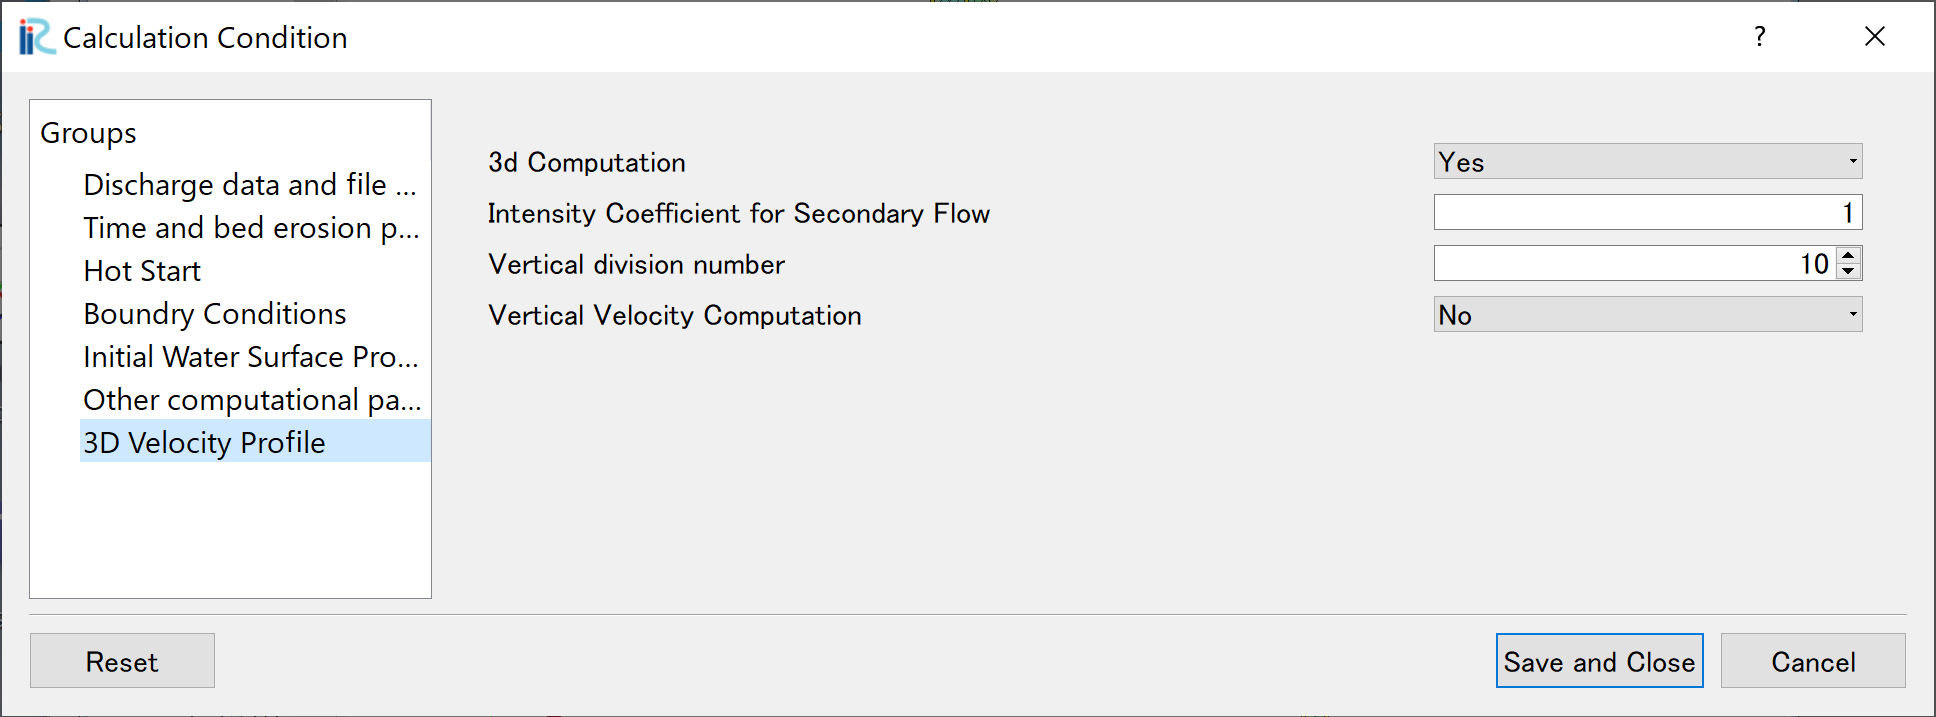 iRIC Calculation Condition ?
Groups
Discharge data and file ...
Time and bed erosion p...
Hot Start
Boundry Conditions
Initial Water Surface Pro...
Other computational pa...
3D Velocity Profile
3d Computation Yes
Intensity Coefficient for Secondary Flow 1
Vertical division number 10
Vertical Velocity Computation No
Reset Save and Close Cancel